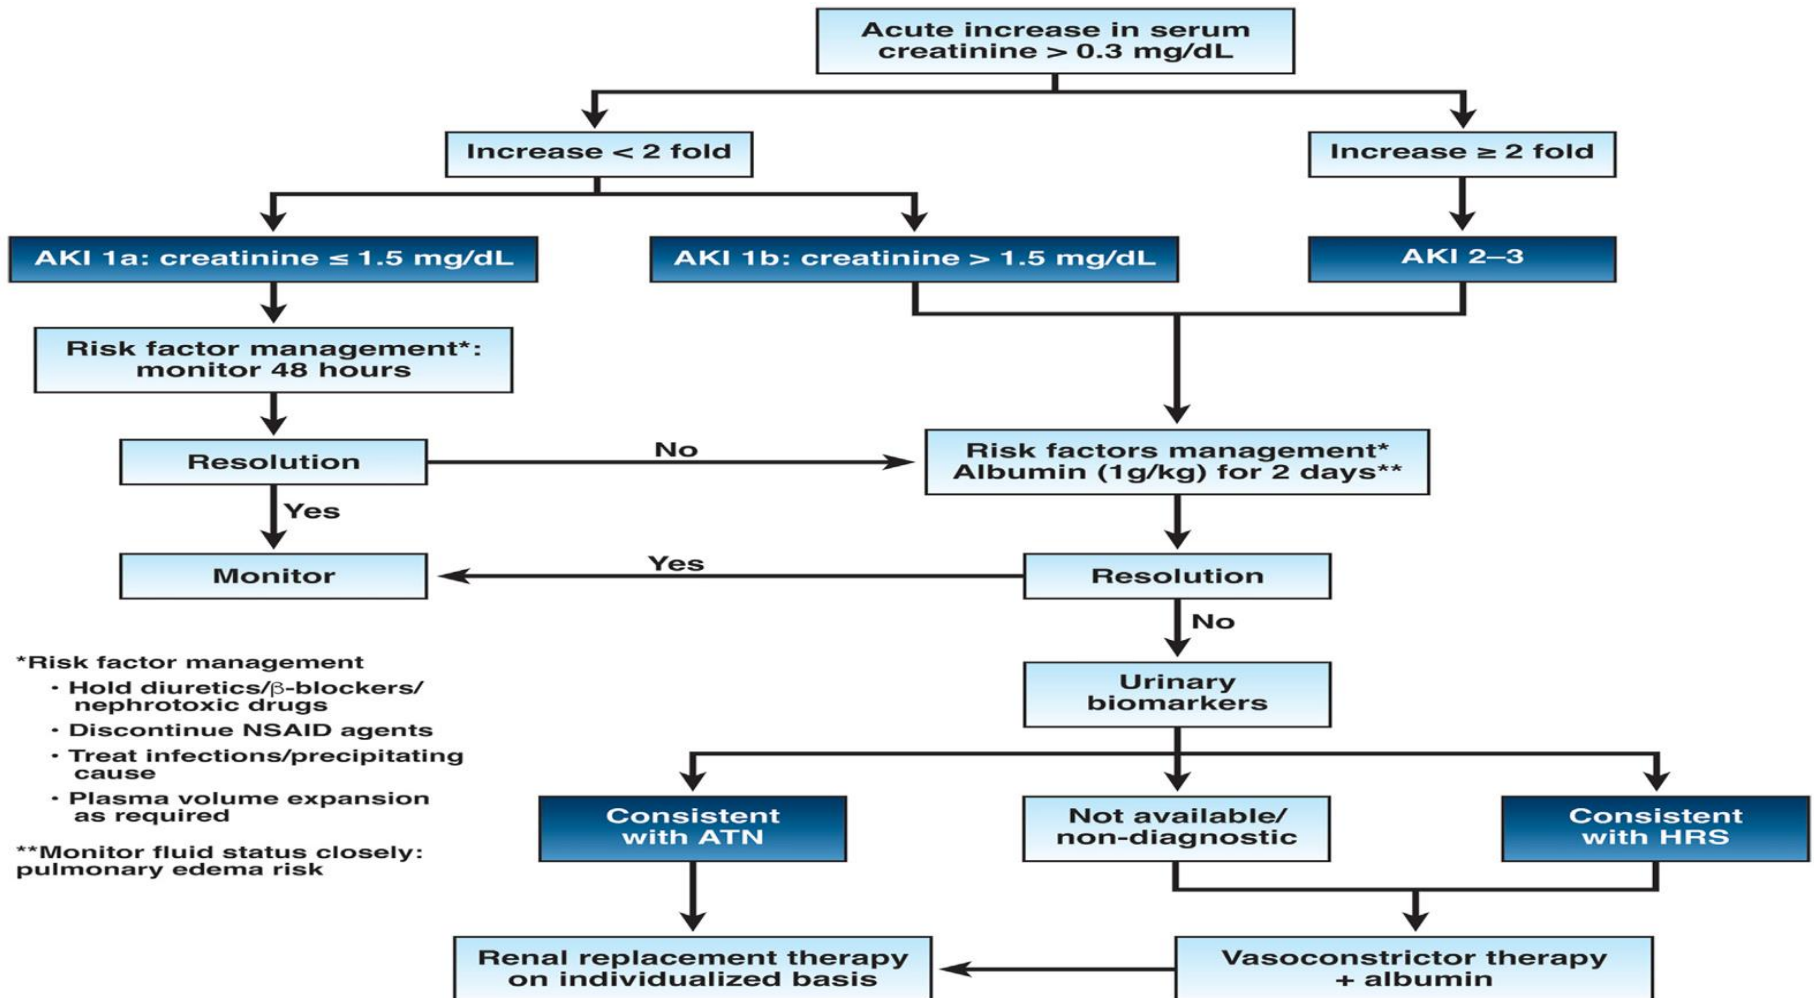 Acute increase in serum
creatinine > 0.3 mg/dL
Increase < 2 fold
Increase ≥ 2 fold
AKI 1a: creatinine ≤ 1.5 mg/dL
AKI 1b: creatinine > 1.5 mg/dL
AKI 2–3
Risk factor management*:
monitor 48 hours
Resolution
No
Risk factors management*
Albumin (1g/kg) for 2 days**
Yes
Monitor
Yes
Resolution
No
*Risk factor management
• Hold diuretics/β-blockers/
nephrotoxic drugs
• Discontinue NSAID agents
• Treat infections/precipitating
cause
• Plasma volume expansion
as required
**Monitor fluid status closely:
pulmonary edema risk
Urinary
biomarkers
Consistent
with ATN
Not available/
non-diagnostic
Consistent
with HRS
Renal replacement therapy
on individualized basis
Vasoconstrictor therapy
+ albumin